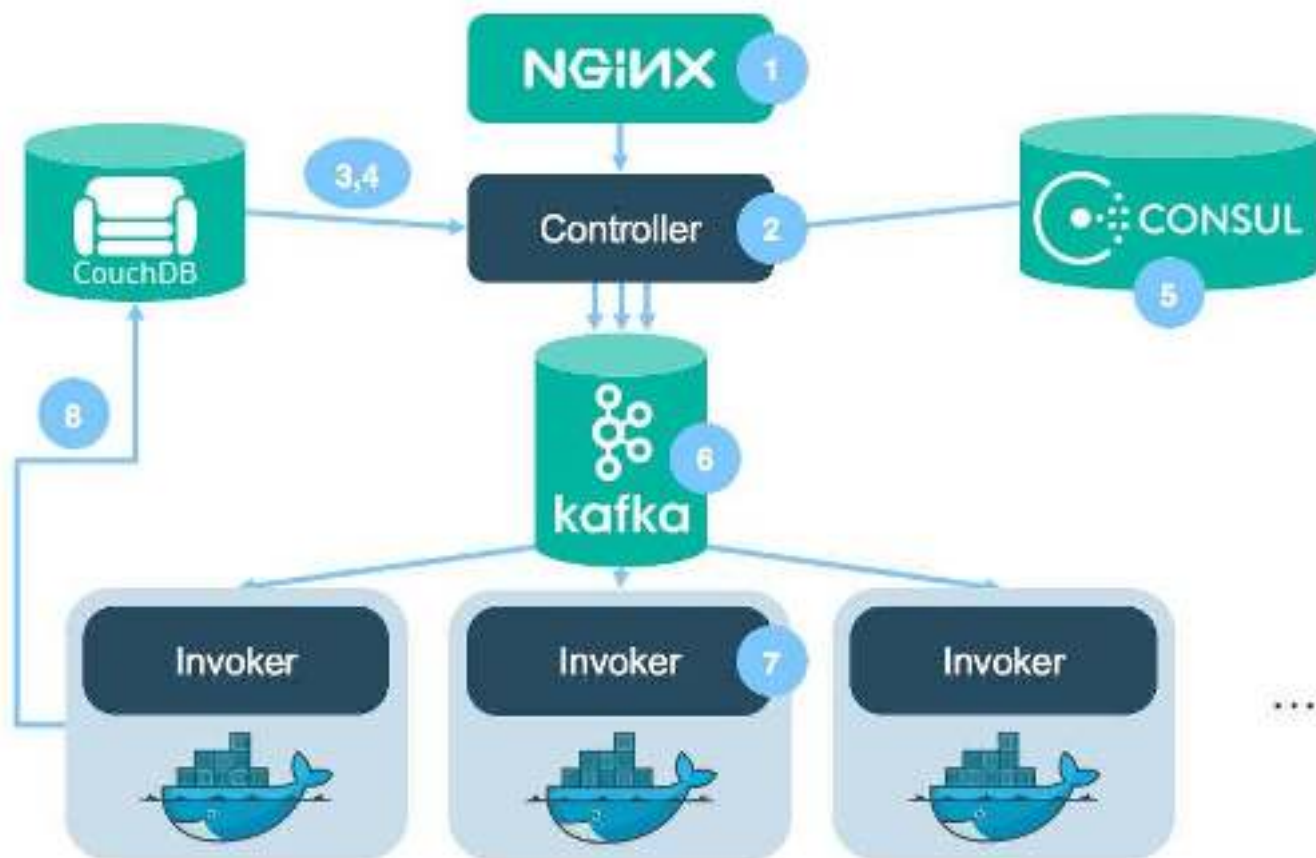 NGiNX
1
3,4
CouchDB
Controller
2
CONSUL
5
8
kafka
6
Invoker
Invoker
7
Invoker
...